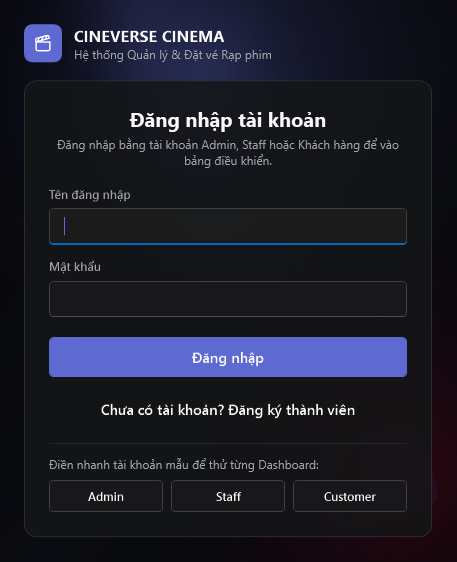 CINEVERSE CINEMA
Hệ thống Quản lý & Đặt vé Rạp phim
Đăng nhập tài khoản
Đăng nhập bằng tài khoản Admin, Staff hoặc Khách hàng để vào
bảng điều khiển.
Tên đăng nhập
Mật khẩu
Đăng nhập
Chưa có tài khoản? Đăng ký thành viên
Điền nhanh tài khoản mẫu để thử từng Dashboard:
Admin
Staff
Customer